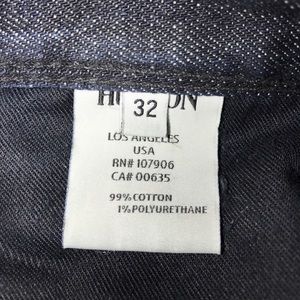 32
LOS ANGELES
USA
RN# 107906
CA# 00635
99% COTTON
1% POLYURETHANE